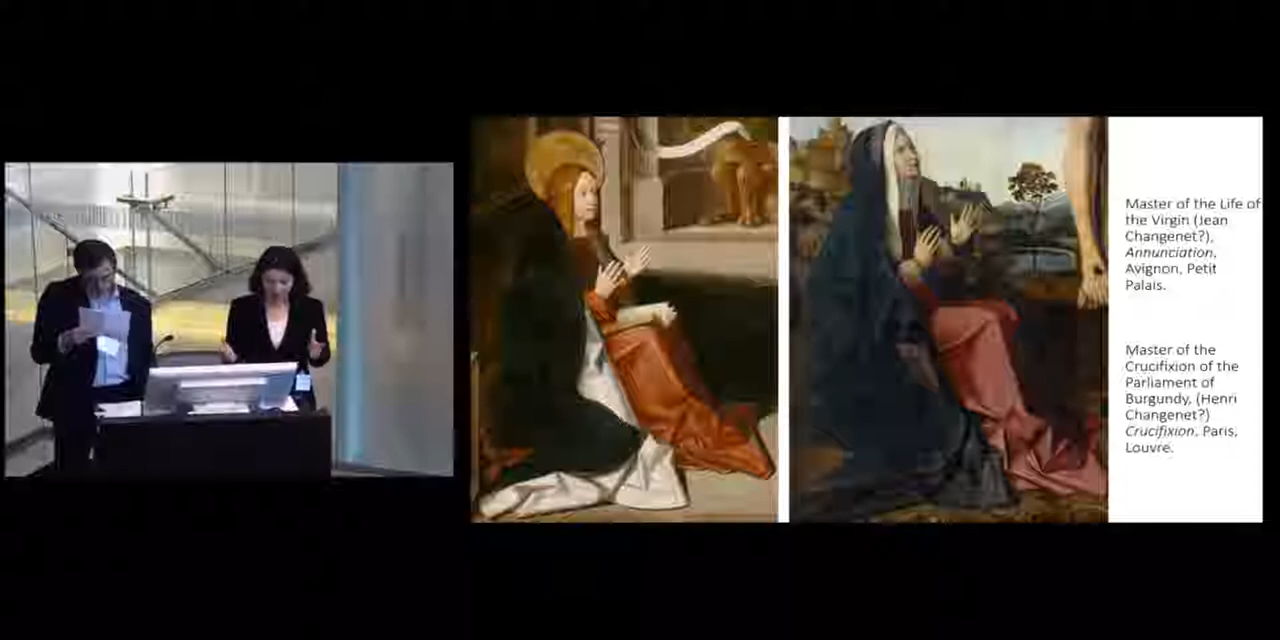 Master of the Life of
the Virgin (Jean
Changenet?),
Annunciation,
Avignon, Petit
Palais.
Master of the
Crucifixion of the
Parliament of
Burgundy, (Henri
Changenet?)
Crucifixion, Paris,
Louvre.